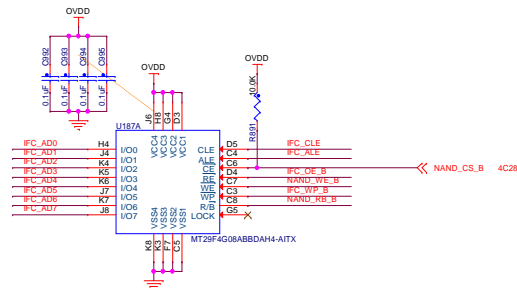 OVDD
C992
C993
C994
C995
0.1uF
0.1uF
0.1uF
0.1uF
OVDD
OVDD
10.0K
R891
J6
H8
G4
D3
U187A
VCC4
VCC3
VCC2
VCC1
IFC_AD0 H4 I/O0 CLE D5 IFC_CLE
IFC_AD1 J4 I/O1 ALE C4 IFC_ALE
IFC_AD2 K4 I/O2 CE C6 NAND_CS_B 4C28
IFC_AD3 K5 I/O3 RE D4 IFC_OE_B
IFC_AD4 K6 I/O4 WE C7 NAND_WE_B
IFC_AD5 J7 I/O5 WP C3 IFC_WP_B
IFC_AD6 K7 I/O6 R/B C8 NAND_RB_B
IFC_AD7 J8 I/O7 LOCK G5
VSS4
VSS3
VSS2
VSS1
K8
K3
F7
C5
MT29F4G08ABBDAH4-AITX